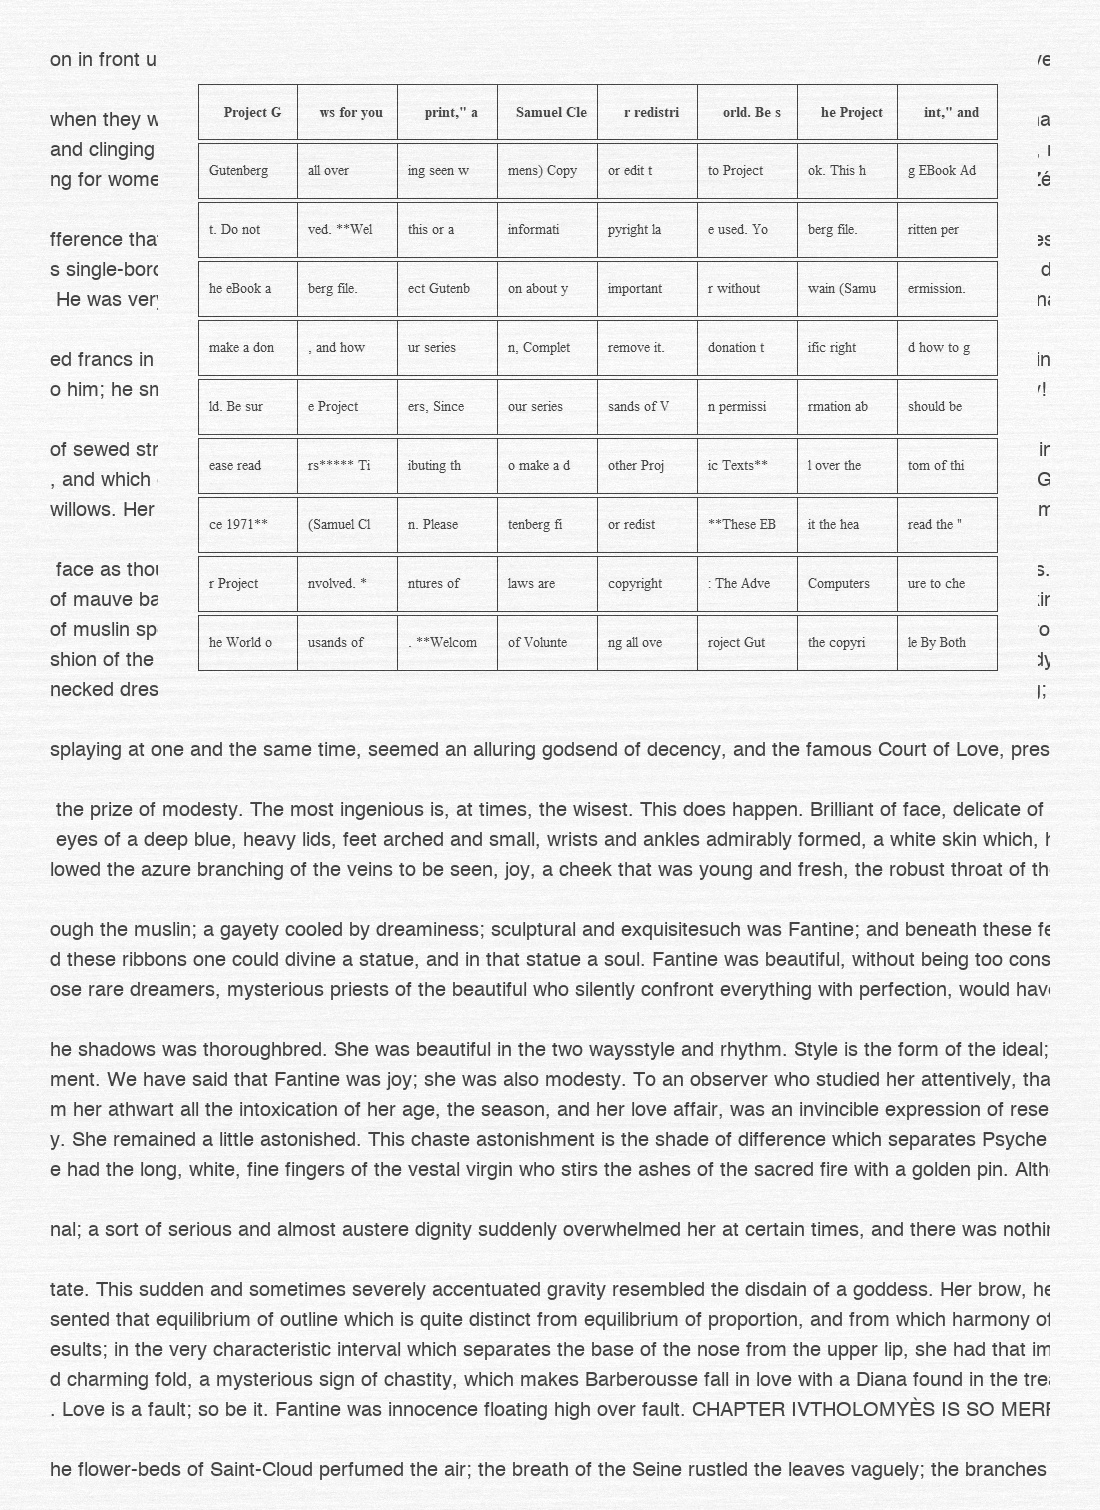 on in front u
when they w
and clinging
ng for wome
fference that
s single-bord
He was very
ed francs in
o him; he sm
of sewed str
, and which
willows. Her
face as thou
of mauve ba
of muslin sp
shion of the
necked dres
Project G ws for you print," a Samuel Cle r redistri orld. Be s he Project int," and
Gutenberg all over ing seen w mens) Copy or edit t to Project ok. This h g EBook Ad
t. Do not ved. **Wel this or a informati pyright la e used. Yo berg file. ritten per
he eBook a berg file. ect Gutenb on about y important r without wain (Samu ermission.
make a don , and how ur series n, Complet remove it. donation t ific right d how to g
ld. Be sur e Project ers, Since our series sands of V n permissi rmation ab should be
ease read rs***** Ti ibuting th o make a d other Proj ic Texts** l over the tom of thi
ce 1971** (Samuel Cl n. Please tenberg fi or redist **These EB it the hea read the "
r Project nvolved. * ntures of laws are copyright : The Adve Computers ure to che
he World o usands of . **Welcom of Volunte ng all ove roject Gut the copyri le By Both
splaying at one and the same time, seemed an alluring godsend of decency, and the famous Court of Love, pres
the prize of modesty. The most ingenious is, at times, the wisest. This does happen. Brilliant of face, delicate of
eyes of a deep blue, heavy lids, feet arched and small, wrists and ankles admirably formed, a white skin which, h
lowed the azure branching of the veins to be seen, joy, a cheek that was young and fresh, the robust throat of th
ough the muslin; a gayety cooled by dreaminess; sculptural and exquisitesuch was Fantine; and beneath these fe
d these ribbons one could divine a statue, and in that statue a soul. Fantine was beautiful, without being too cons
ose rare dreamers, mysterious priests of the beautiful who silently confront everything with perfection, would have
he shadows was thoroughbred. She was beautiful in the two waysstyle and rhythm. Style is the form of the ideal;
ment. We have said that Fantine was joy; she was also modesty. To an observer who studied her attentively, tha
m her athwart all the intoxication of her age, the season, and her love affair, was an invincible expression of rese
y. She remained a little astonished. This chaste astonishment is the shade of difference which separates Psyche
e had the long, white, fine fingers of the vestal virgin who stirs the ashes of the sacred fire with a golden pin. Alth
nal; a sort of serious and almost austere dignity suddenly overwhelmed her at certain times, and there was nothin
tate. This sudden and sometimes severely accentuated gravity resembled the disdain of a goddess. Her brow, he
sented that equilibrium of outline which is quite distinct from equilibrium of proportion, and from which harmony of
esults; in the very characteristic interval which separates the base of the nose from the upper lip, she had that im
d charming fold, a mysterious sign of chastity, which makes Barberousse fall in love with a Diana found in the trea
. Love is a fault; so be it. Fantine was innocence floating high over fault. CHAPTER IVTHOLOMYÈS IS SO MERR
he flower-beds of Saint-Cloud perfumed the air; the breath of the Seine rustled the leaves vaguely; the branches